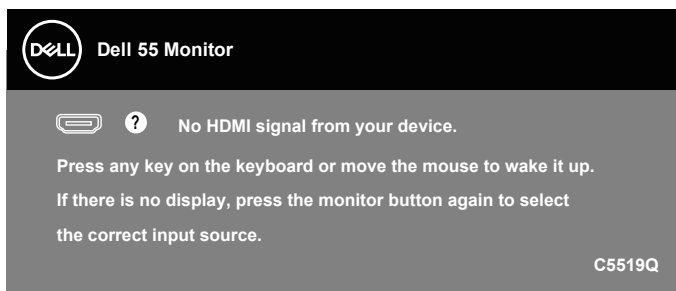 DELL
Dell 55 Monitor
? No HDMI signal from your device.
Press any key on the keyboard or move the mouse to wake it up.
If there is no display, press the monitor button again to select
the correct input source.
C5519Q